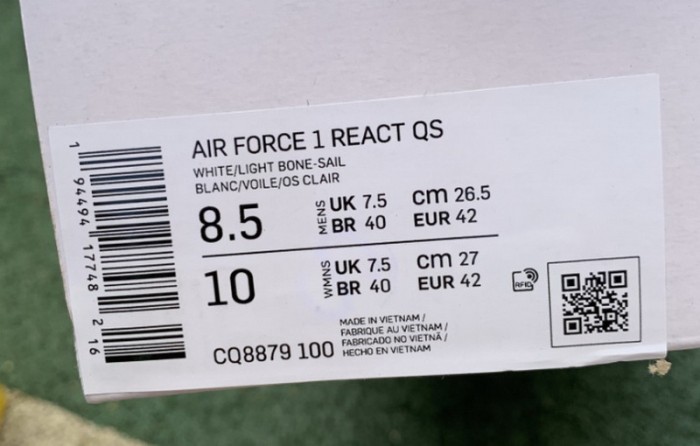 AIR FORCE 1 REACT QS
WHITE/LIGHT BONE-SAIL
BLANC/VOILE/OS CLAIR
8.5 MENS UK 7.5 cm 26.5
BR 40 EUR 42
10 WMNS UK 7.5 cm 27
BR 40 EUR 42
CQ8879 100
MADE IN VIETNAM /
FABRIQUE AU VIETNAM /
FABRICADO NO VIETNÃ /
HECHO EN VIETNAM
RFID
1 94494 17748 2 16